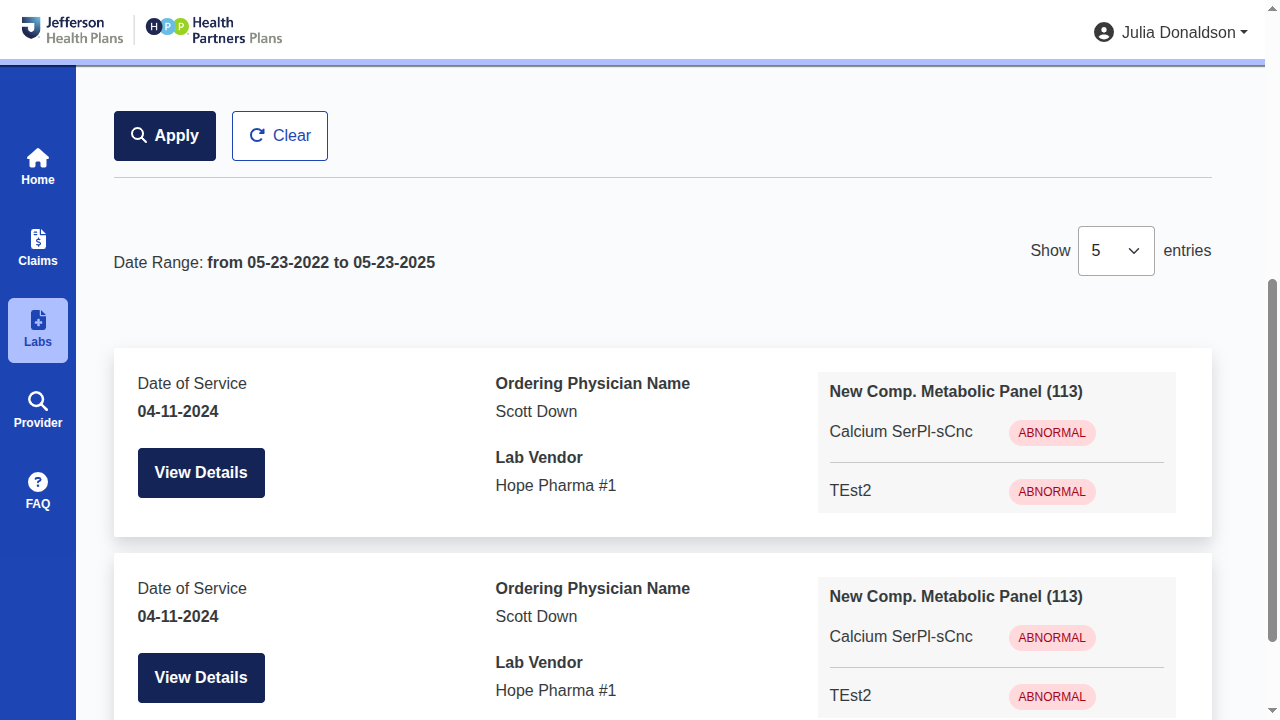 Jefferson
Health Plans
HPP
Health
Partners Plans
Julia Donaldson
Home
Claims
Labs
Provider
?
FAQ
Apply
Clear
Date Range: from 05-23-2022 to 05-23-2025
Show 5 entries
Date of Service
04-11-2024
View Details
Ordering Physician Name
Scott Down
Lab Vendor
Hope Pharma #1
New Comp. Metabolic Panel (113)
Calcium SerPl-sCnc ABNORMAL
TEst2 ABNORMAL
Date of Service
04-11-2024
View Details
Ordering Physician Name
Scott Down
Lab Vendor
Hope Pharma #1
New Comp. Metabolic Panel (113)
Calcium SerPl-sCnc ABNORMAL
TEst2 ABNORMAL